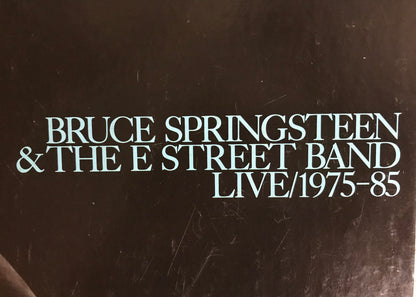 BRUCE SPRINGSTEEN
& THE E STREET BAND
LIVE/1975–85